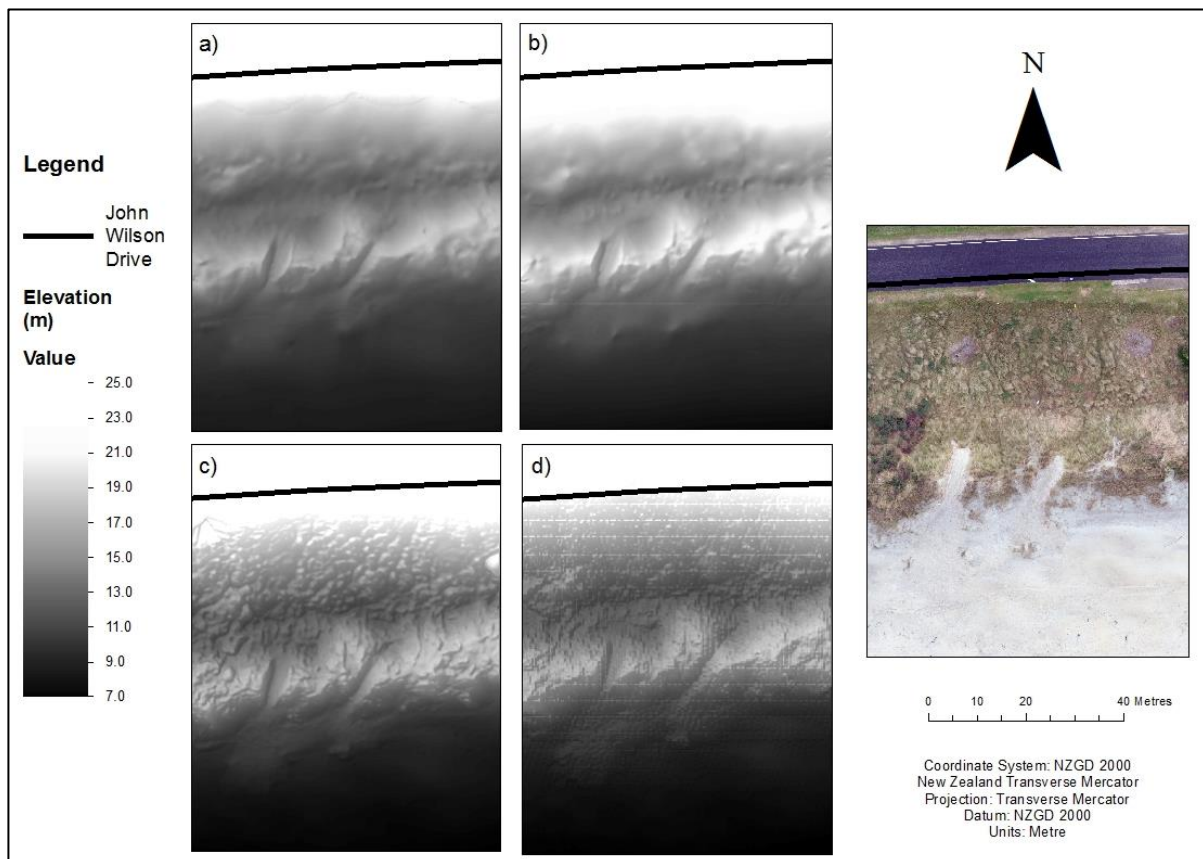 a)
b)
N
Legend
John
Wilson
Drive
Elevation
(m)
Value
25.0
23.0
21.0
19.0
17.0
15.0
13.0
11.0
9.0
7.0
c)
d)
0 10 20 40 Metres
Coordinate System: NZGD 2000
New Zealand Transverse Mercator
Projection: Transverse Mercator
Datum: NZGD 2000
Units: Metre